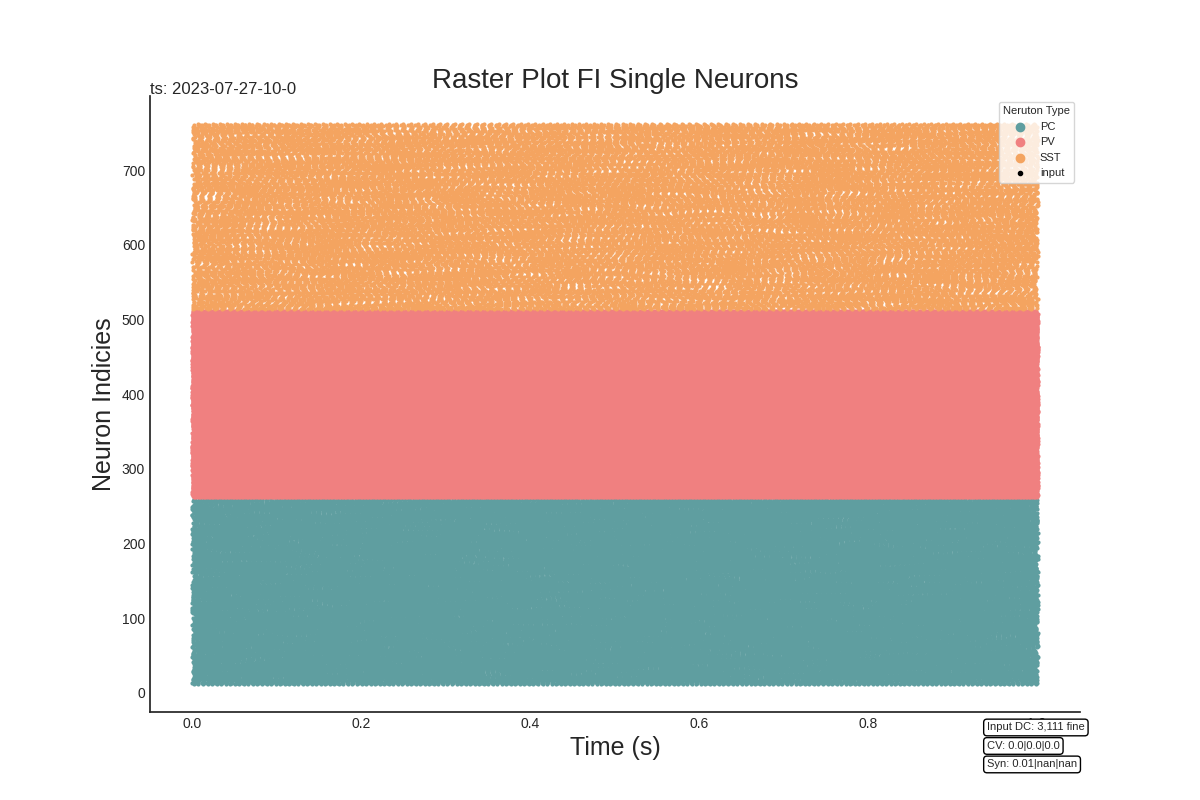 Raster Plot FI Single Neurons
ts: 2023-07-27-10-0
Neruton Type
PC
PV
SST
input
Neuron Indicies
700
600
500
400
300
200
100
0
0.0 0.2 0.4 0.6 0.8
Time (s)
Input DC: 3,111 fine
CV: 0.0|0.0|0.0
Syn: 0.01|nan|nan